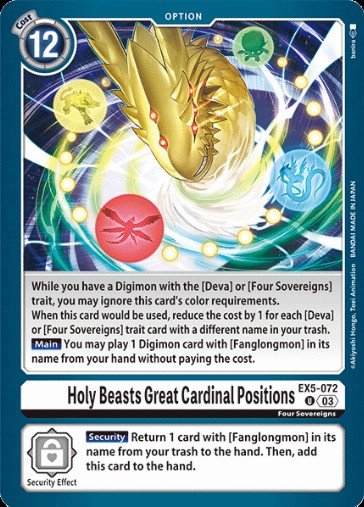 Cost
12
OPTION
banira
While you have a Digimon with the [Deva] or [Four Sovereigns]
trait, you may ignore this card's color requirements.
When this card would be used, reduce the cost by 1 for each [Deva]
or [Four Sovereigns] trait card with a different name in your trash.
Main You may play 1 Digimon card with [Fanglongmon] in its
name from your hand without paying the cost.
©Akiyoshi Hongo, Toei Animation BANDAI MADE IN JAPAN
Holy Beasts Great Cardinal Positions
EX5-072
U 03
Four Sovereigns
Security Return 1 card with [Fanglongmon] in its
name from your trash to the hand. Then, add
this card to the hand.
Security Effect